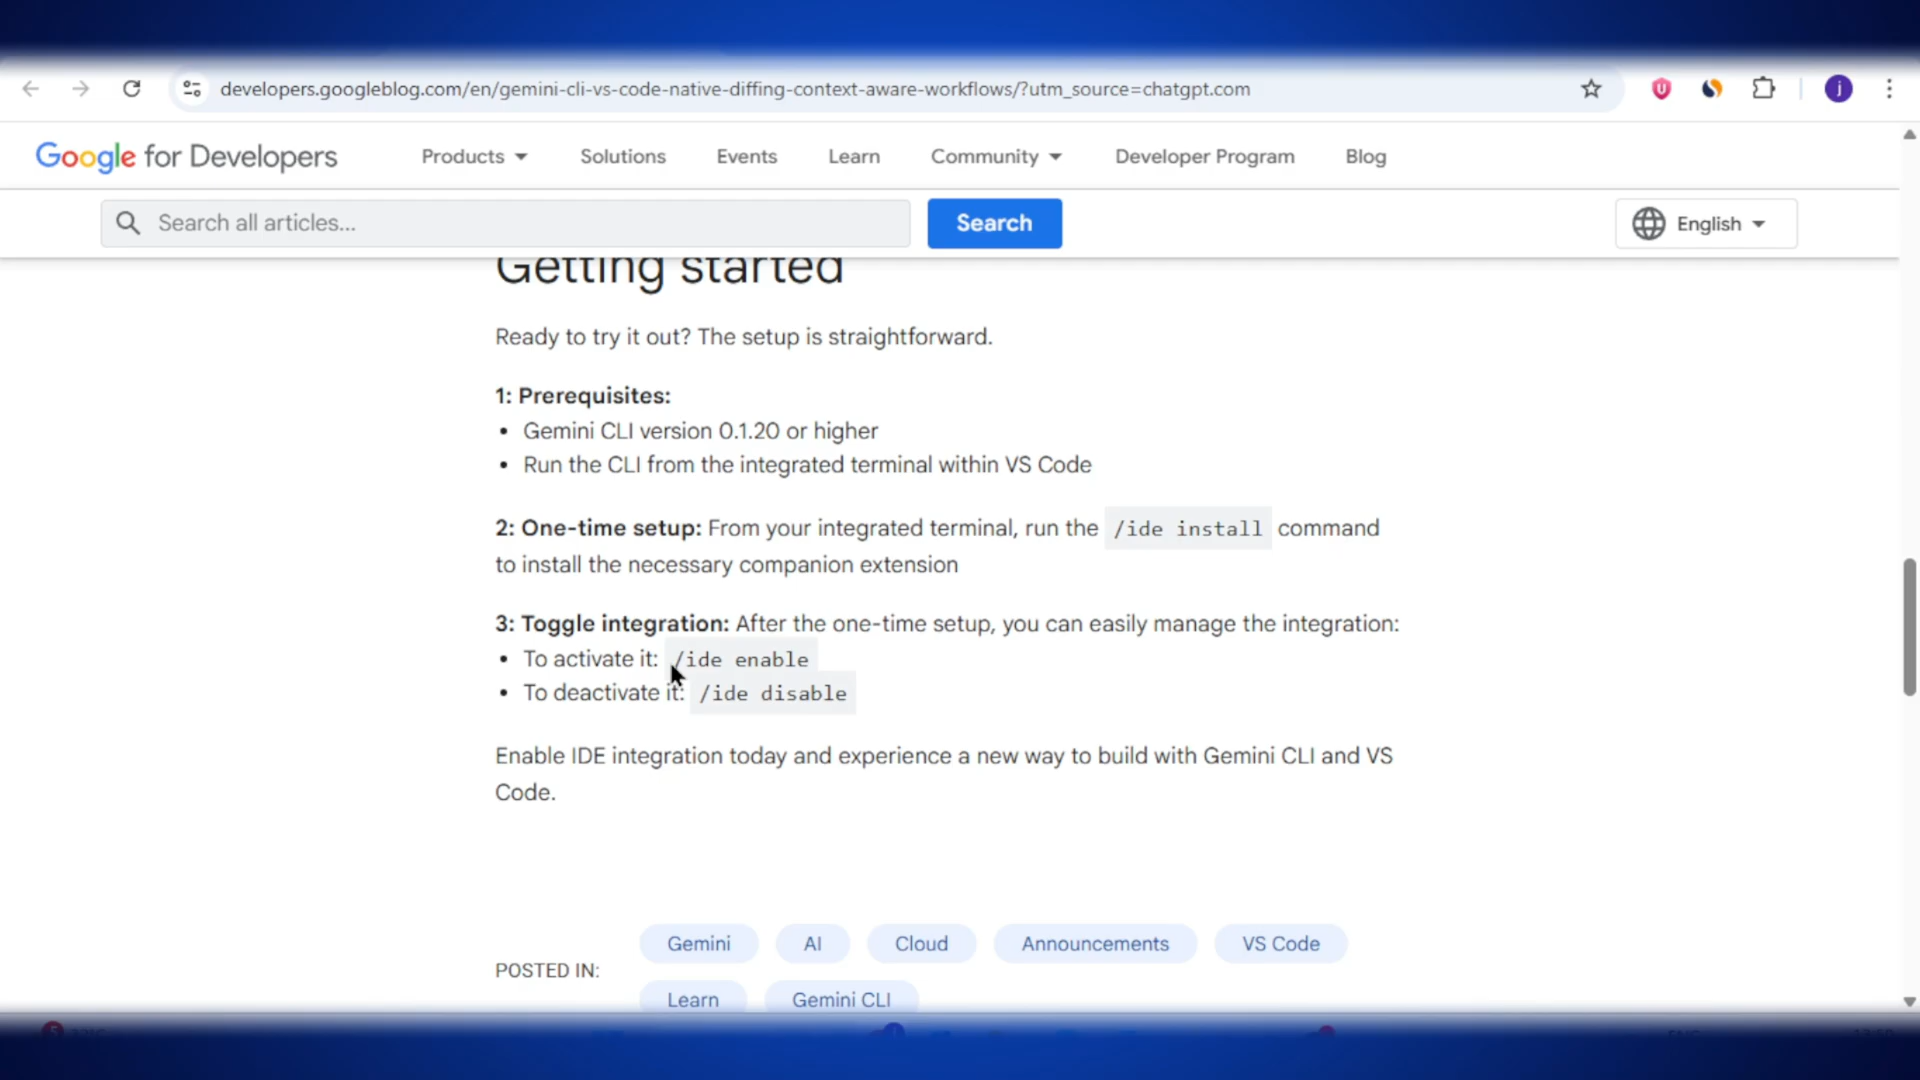 developers.googleblog.com/en/gemini-cli-vs-code-native-diffing-context-aware-workflows/?utm_source=chatgpt.com
j
Google for Developers
Products
Solutions
Events
Learn
Community
Developer Program
Blog
Search all articles...
Search
English
Getting started
Ready to try it out? The setup is straightforward.
1: Prerequisites:
• Gemini CLI version 0.1.20 or higher
• Run the CLI from the integrated terminal within VS Code
2: One-time setup: From your integrated terminal, run the /ide install command
to install the necessary companion extension
3: Toggle integration: After the one-time setup, you can easily manage the integration:
• To activate it: /ide enable
• To deactivate it: /ide disable
Enable IDE integration today and experience a new way to build with Gemini CLI and VS
Code.
POSTED IN:
Gemini
AI
Cloud
Announcements
VS Code
Learn
Gemini CLI